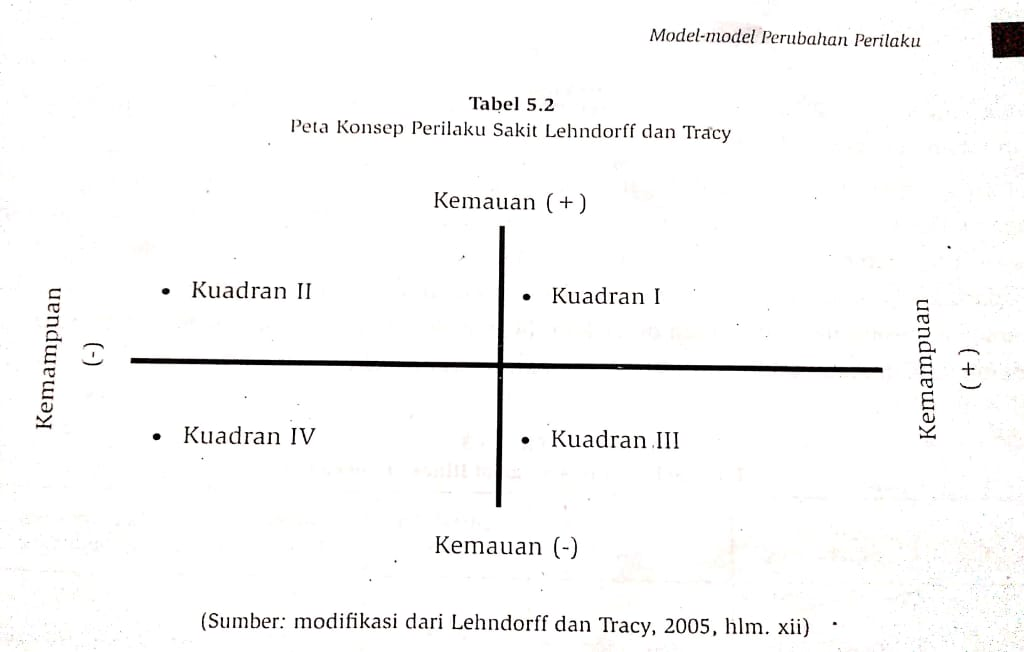 Model-model Perubahan Perilaku
Tabel 5.2
Peta Konsep Perilaku Sakit Lehndorff dan Tracy
Kemauan (+)
• Kuadran II
• Kuadran I
Kemampuan
(-)
Kemampuan
(+)
• Kuadran IV
• Kuadran III
Kemauan (-)
(Sumber: modifikasi dari Lehndorff dan Tracy, 2005, hlm. xii)